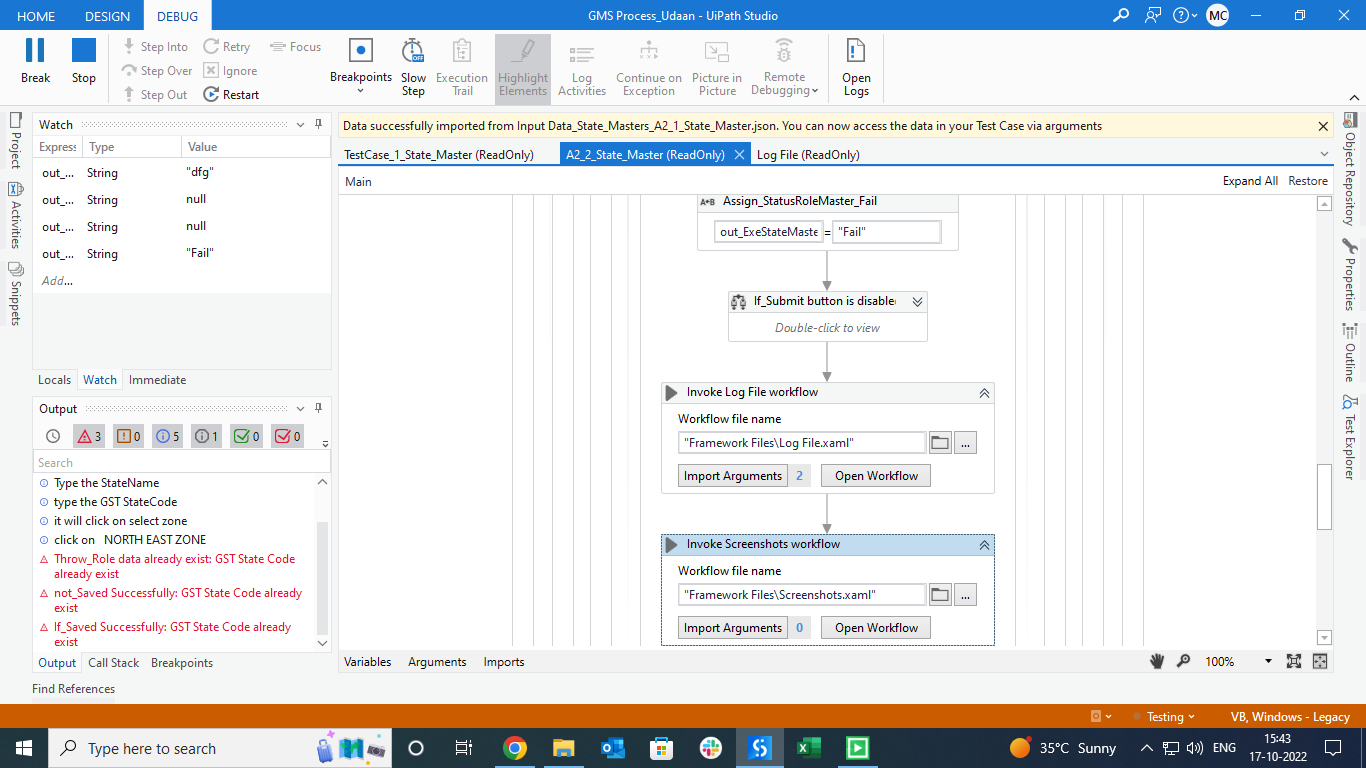 HOME DESIGN DEBUG GMS Process_Udaan - UiPath Studio MC
Break
Stop
Step Into
Step Over
Step Out
Retry
Ignore
Restart
Focus
Breakpoints
Slow
Step
Execution
Trail
Highlight
Elements
Log
Activities
Continue on
Exception
Picture in
Picture
Remote
Debugging
Open
Logs
Project
Activities
Snippets
Watch
Expres Type Value
out_... String "dfg"
out_... String null
out_... String null
out_... String "Fail"
Add...
Locals Watch Immediate
Output
3 0 5 1 0 0
Search
Type the StateName
type the GST StateCode
it will click on select zone
click on NORTH EAST ZONE
Throw_Role data already exist: GST State Code
already exist
not_Saved Successfully: GST State Code already
exist
If_Saved Successfully: GST State Code already
exist
Output Call Stack Breakpoints
Find References
Data successfully imported from Input Data_State_Masters_A2_1_State_Master.json. You can now access the data in your Test Case via arguments
TestCase_1_State_Master (ReadOnly) A2_2_State_Master (ReadOnly) Log File (ReadOnly)
Main Expand All Restore
A+B Assign_StatusRoleMaster_Fail
out_ExeStateMaste = "Fail"
If_Submit button is disable
Double-click to view
Invoke Log File workflow
Workflow file name
"Framework Files\Log File.xaml" ...
Import Arguments 2 Open Workflow
Invoke Screenshots workflow
Workflow file name
"Framework Files\Screenshots.xaml" ...
Import Arguments 0 Open Workflow
Variables Arguments Imports 100%
Object Repository
Properties
Outline
Test Explorer
Testing VB, Windows - Legacy
Type here to search 35°C Sunny ENG 15:43
17-10-2022